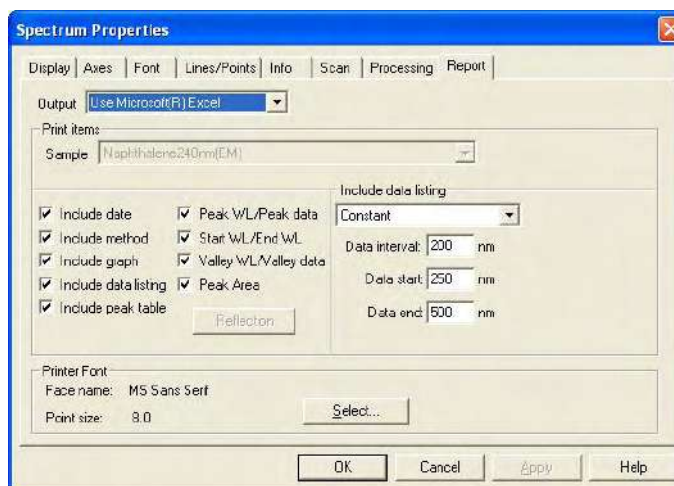 Spectrum Properties
Display Axes Font Lines/Points Info Scan Processing Report
Output Use Microsoft(R) Excel
Print items
Sample Naphthalene240nm(EM)
Include data listing
Include date
Peak WL/Peak data
Constant
Include method
Start WL/End WL
Data interval: 200 nm
Include graph
Valley WL/Valley data
Include data listing
Peak Area
Data start: 250 nm
Include peak table
Reflection
Data end: 500 nm
Printer Font
Face name: MS Sans Serif
Point size: 8.0
Select...
OK Cancel Apply Help